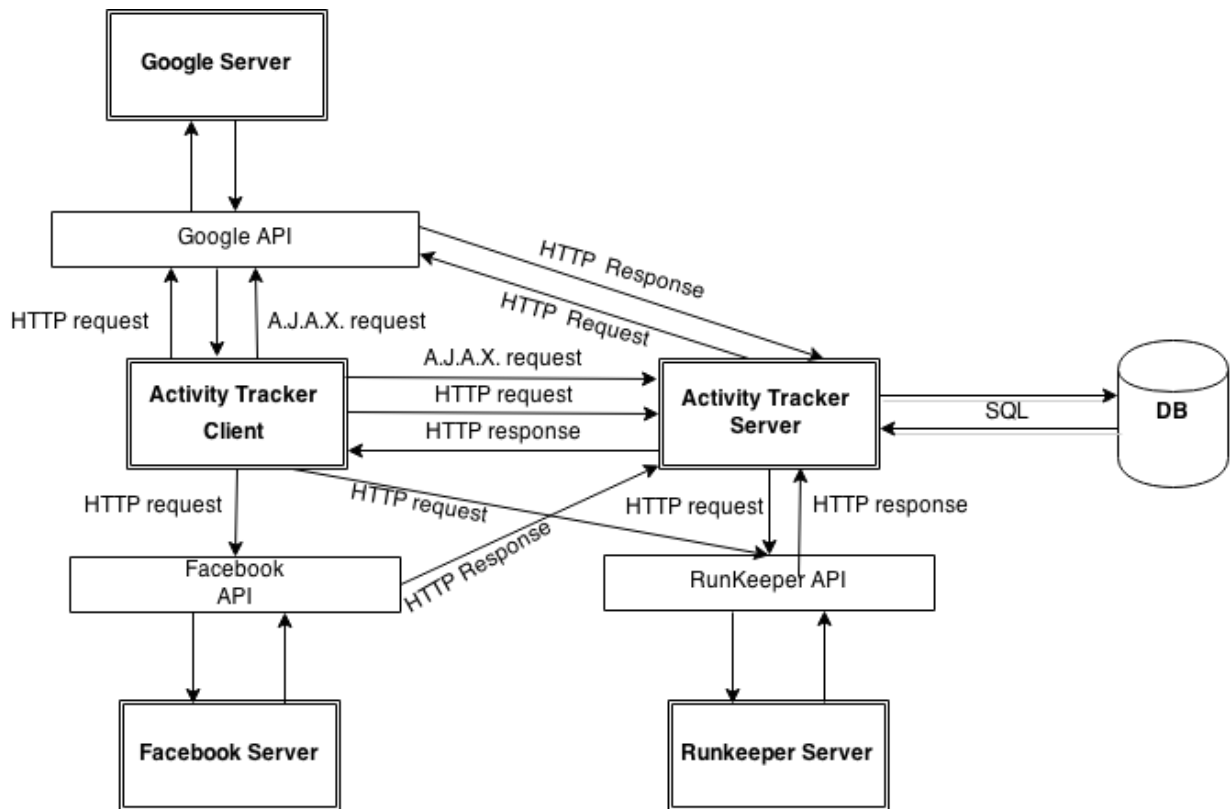 Google Server
Google API
HTTP Response
HTTP Request
HTTP request
A.J.A.X. request
A.J.A.X. request
HTTP request
HTTP response
Activity Tracker
Client
Activity Tracker
Server
SQL
DB
HTTP request
HTTP request
HTTP Response
HTTP request
HTTP response
Facebook
API
RunKeeper API
Facebook Server
Runkeeper Server